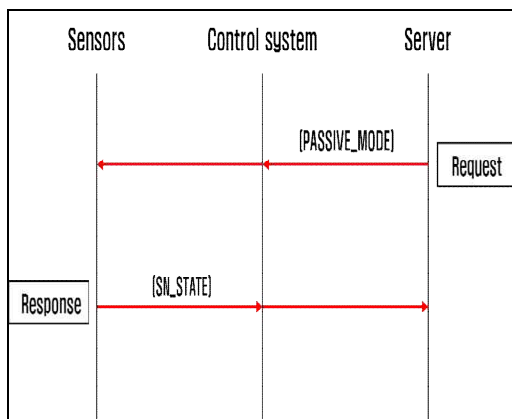 Sensors Control system Server
(PASSIVE_MODE)
Request
(SN_STATE)
Response